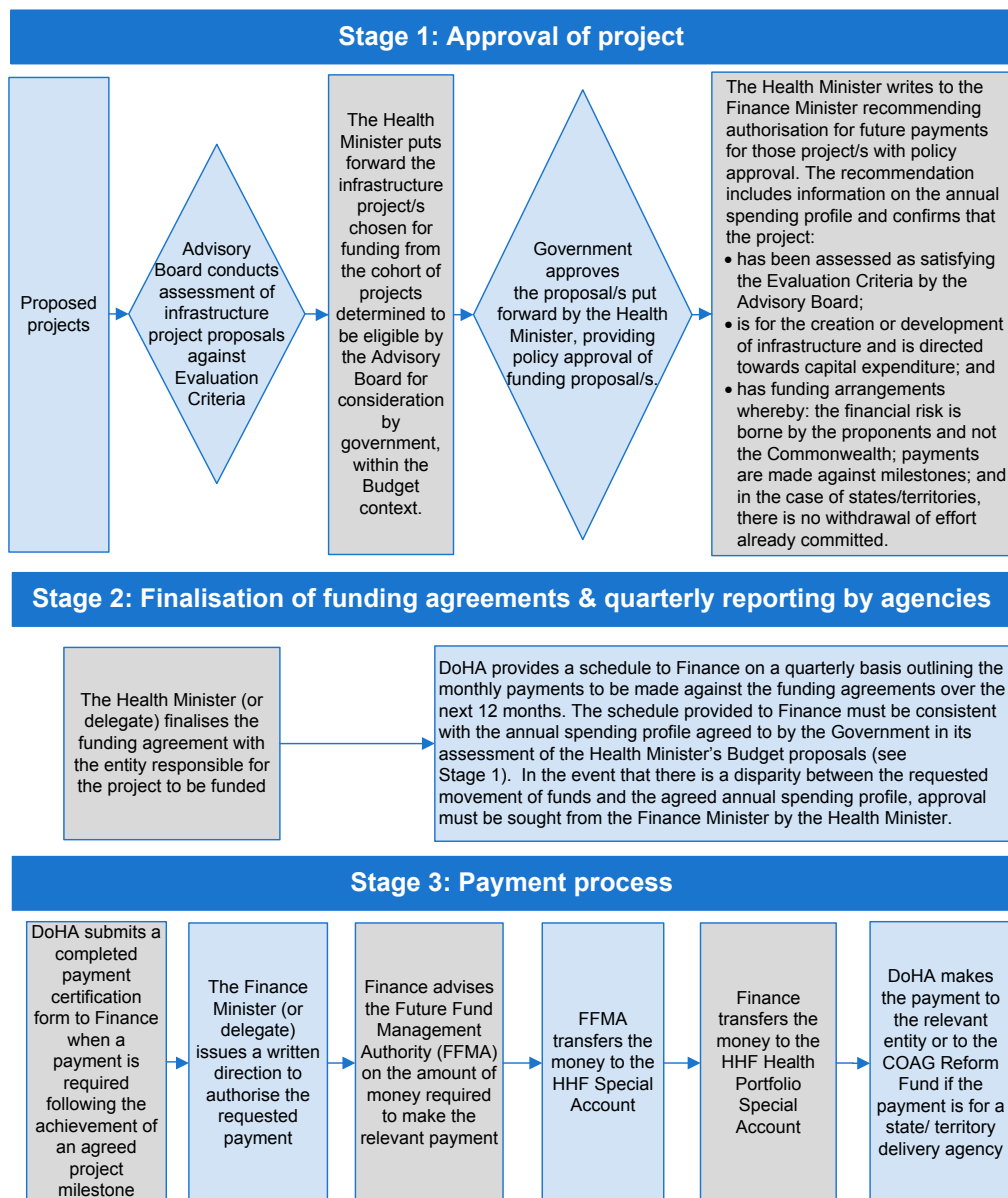 Stage 1: Approval of project
Proposed
projects
Advisory
Board conducts
assessment of
infrastructure
project proposals
against
Evaluation
Criteria
The Health
Minister puts
forward the
infrastructure
project/s
chosen for
funding from
the cohort of
projects
determined to
be eligible by
the Advisory
Board for
consideration
by
government,
within the
Budget
context.
Government
approves
the proposal/s put
forward by the Health
Minister, providing
policy approval of
funding proposal/s.
The Health Minister writes to the
Finance Minister recommending
authorisation for future payments
for those project/s with policy
approval. The recommendation
includes information on the annual
spending profile and confirms that
the project:
• has been assessed as satisfying
the Evaluation Criteria by the
Advisory Board;
• is for the creation or development
of infrastructure and is directed
towards capital expenditure; and
• has funding arrangements
whereby: the financial risk is
borne by the proponents and not
the Commonwealth; payments
are made against milestones; and
in the case of states/territories,
there is no withdrawal of effort
already committed.
Stage 2: Finalisation of funding agreements & quarterly reporting by agencies
The Health Minister (or
delegate) finalises the
funding agreement with
the entity responsible for
the project to be funded
DoHA provides a schedule to Finance on a quarterly basis outlining the
monthly payments to be made against the funding agreements over the
next 12 months. The schedule provided to Finance must be consistent
with the annual spending profile agreed to by the Government in its
assessment of the Health Minister's Budget proposals (see
Stage 1). In the event that there is a disparity between the requested
movement of funds and the agreed annual spending profile, approval
must be sought from the Finance Minister by the Health Minister.
Stage 3: Payment process
DoHA submits a
completed
payment
certification
form to Finance
when a
payment is
required
following the
achievement of
an agreed
project
milestone
The Finance
Minister (or
delegate)
issues a written
direction to
authorise the
requested
payment
Finance advises
the Future Fund
Management
Authority (FFMA)
on the amount of
money required
to make the
relevant payment
FFMA
transfers the
money to the
HHF Special
Account
Finance
transfers the
money to the
HHF Health
Portfolio
Special
Account
DoHA makes
the payment to
the relevant
entity or to the
COAG Reform
Fund if the
payment is for a
state/ territory
delivery agency